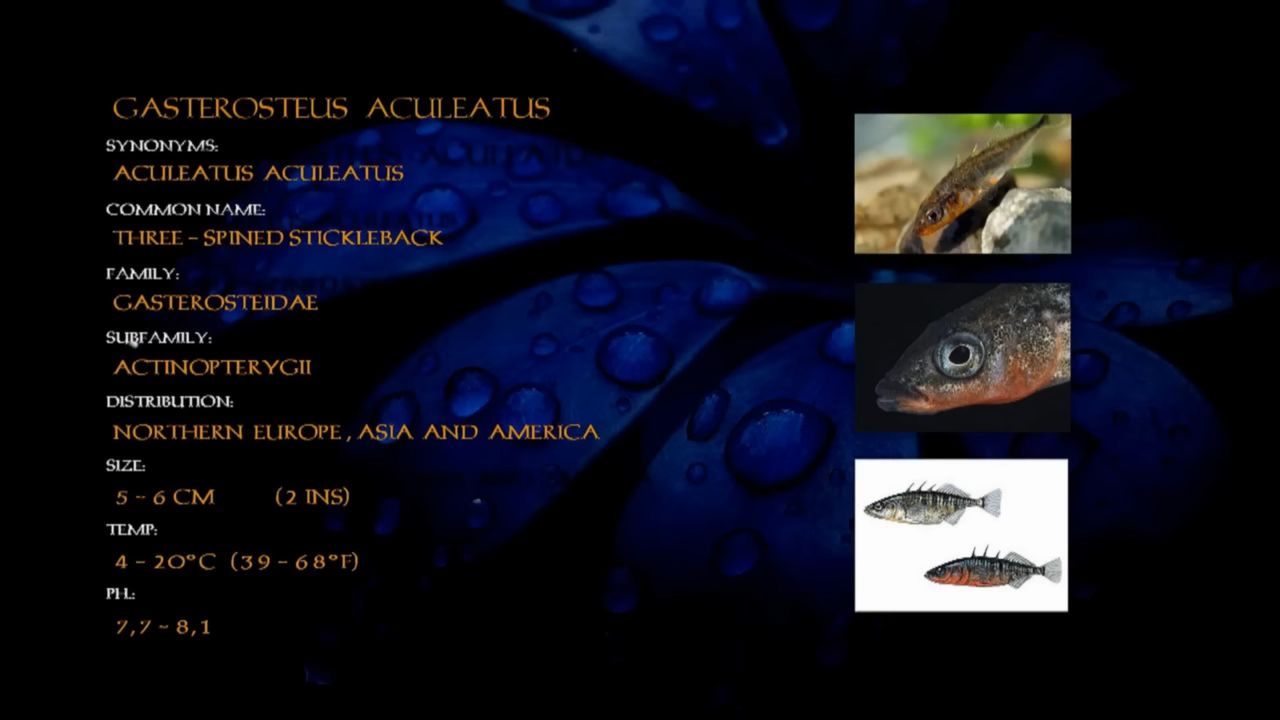 GASTEROSTEUS ACULEATUS
SYNONYMS:
ACULEATUS ACULEATUS
COMMON NAME:
THREE - SPINED STICKLEBACK
FAMILY:
GASTEROSTEIDAE
SUBFAMILY:
ACTINOPTERYGII
DISTRIBUTION:
NORTHERN EUROPE , ASIA AND AMERICA
SIZE:
5 - 6 CM (2 INS)
TEMP:
4 - 20°C (39 - 68°F)
PH.:
7,7 - 8,1